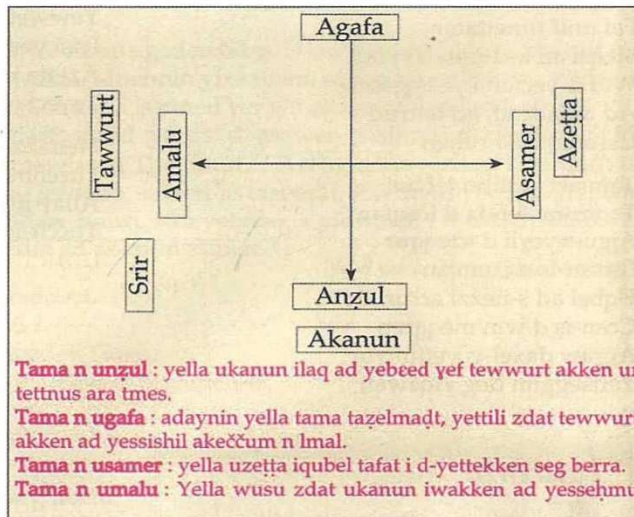 Agafa
Tawwurt
Amalu
Asamer
Azeṭṭa
Srir
Anẓul
Akanun
Tama n unẓul : yella ukanun ilaq ad yebεed γef tewwurt akken ur
tettnus ara tmes.
Tama n ugafa : adaynin yella tama taẓelmaḍt, yettili zdat tewwurt
akken ad yessishil akeččum n lmal.
Tama n usamer : yella uzeṭṭa iqubel tafat i d-yettekken seg berra.
Tama n umalu : Yella wusu zdat ukanun iwakken ad yesseḥmu